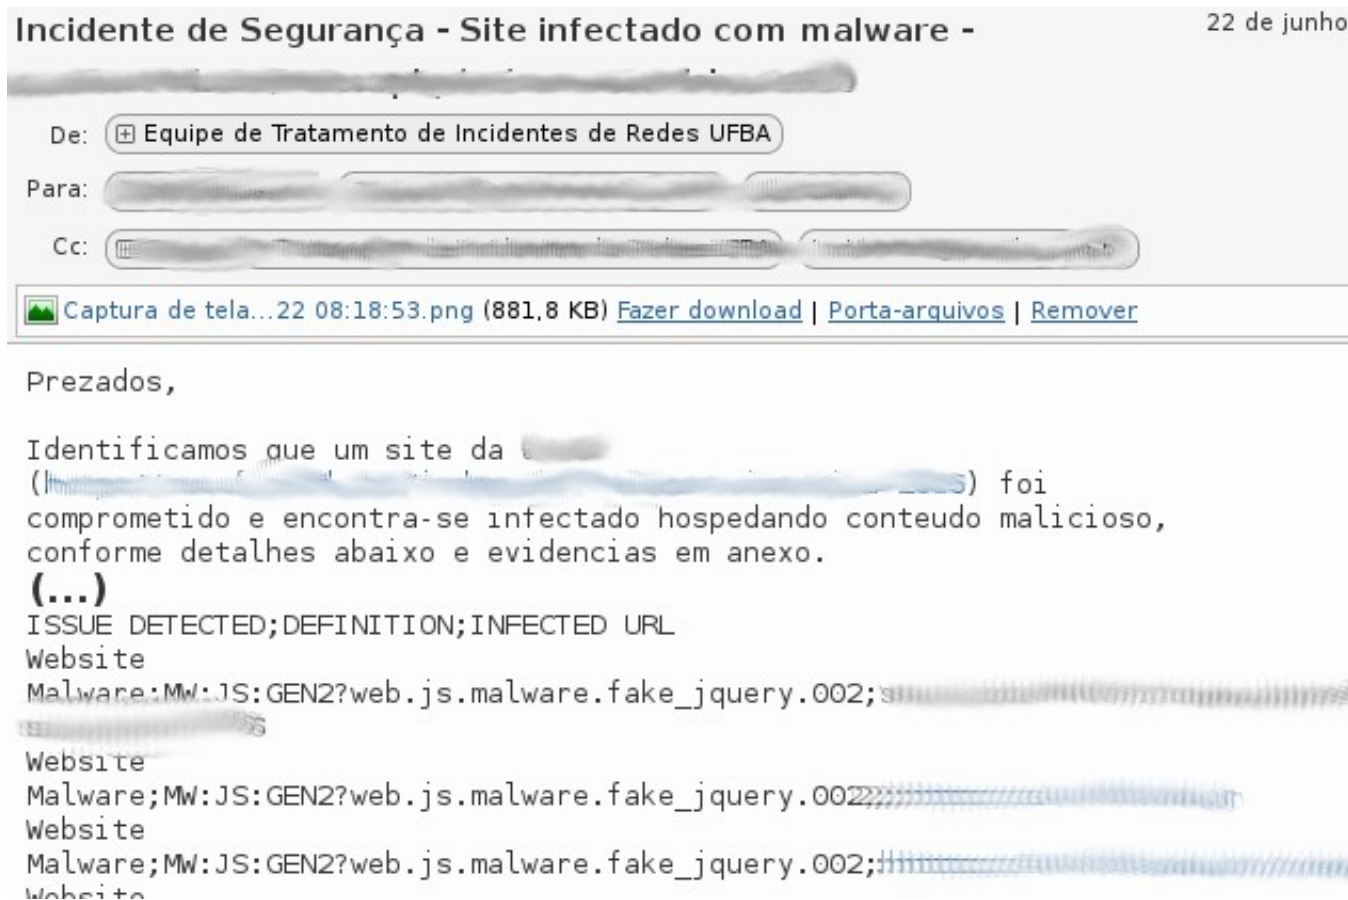 Incidente de Segurança - Site infectado com malware -
22 de junho
De: Equipe de Tratamento de Incidentes de Redes UFBA
Para:
Cc:
Captura de tela...22 08:18:53.png (881,8 KB) Fazer download | Porta-arquivos | Remover
Prezados,
Identificamos que um site da
( ) foi
comprometido e encontra-se infectado hospedando conteudo malicioso,
conforme detalhes abaixo e evidencias em anexo.
(...)
ISSUE DETECTED;DEFINITION;INFECTED URL
Website
Malware;MW:JS:GEN2?web.js.malware.fake_jquery.002;
Website
Malware;MW:JS:GEN2?web.js.malware.fake_jquery.002
Website
Malware;MW:JS:GEN2?web.js.malware.fake_jquery.002;
Website